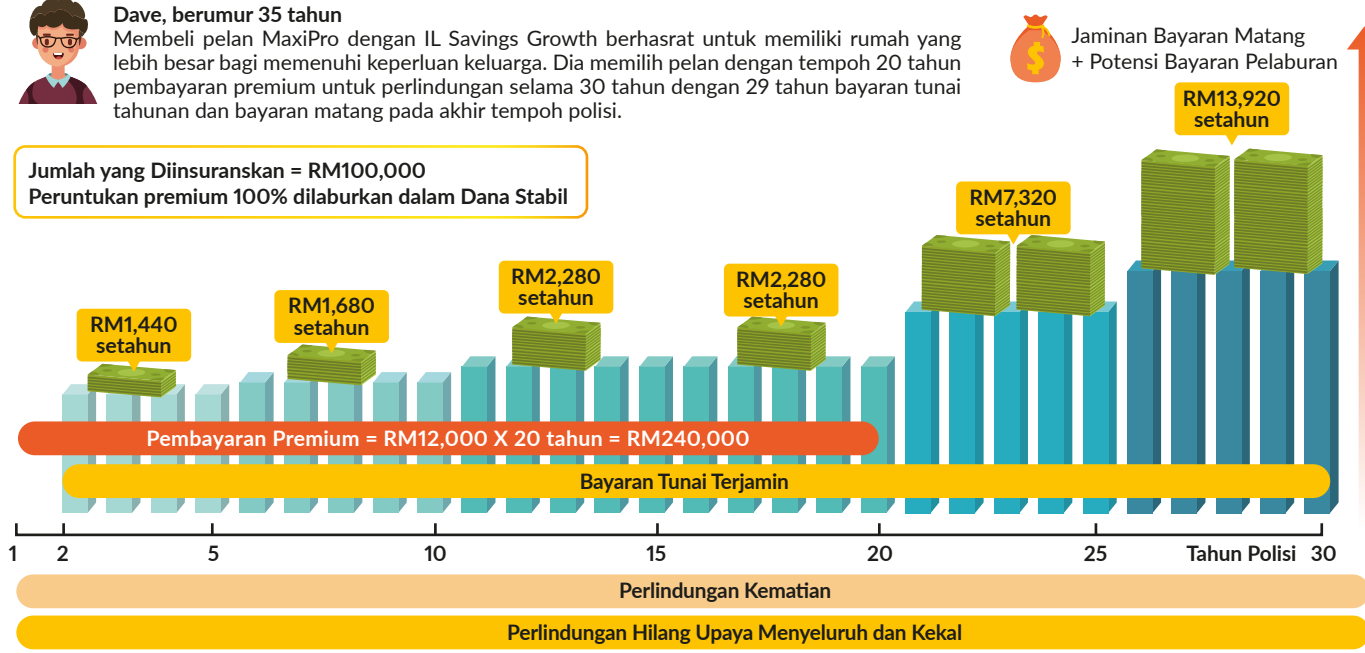 Dave, berumur 35 tahun
Membeli pelan MaxiPro dengan IL Savings Growth berhasrat untuk memiliki rumah yang
lebih besar bagi memenuhi keperluan keluarga. Dia memilih pelan dengan tempoh 20 tahun
pembayaran premium untuk perlindungan selama 30 tahun dengan 29 tahun bayaran tunai
tahunan dan bayaran matang pada akhir tempoh polisi.
$
Jaminan Bayaran Matang
+ Potensi Bayaran Pelaburan
Jumlah yang Diinsuranskan = RM100,000
Peruntukan premium 100% dilaburkan dalam Dana Stabil
RM1,440
setahun
RM1,680
setahun
RM2,280
setahun
RM2,280
setahun
RM7,320
setahun
RM13,920
setahun
Pembayaran Premium = RM12,000 X 20 tahun = RM240,000
Bayaran Tunai Terjamin
1 2 5 10 15 20 25 Tahun Polisi 30
Perlindungan Kematian
Perlindungan Hilang Upaya Menyeluruh dan Kekal